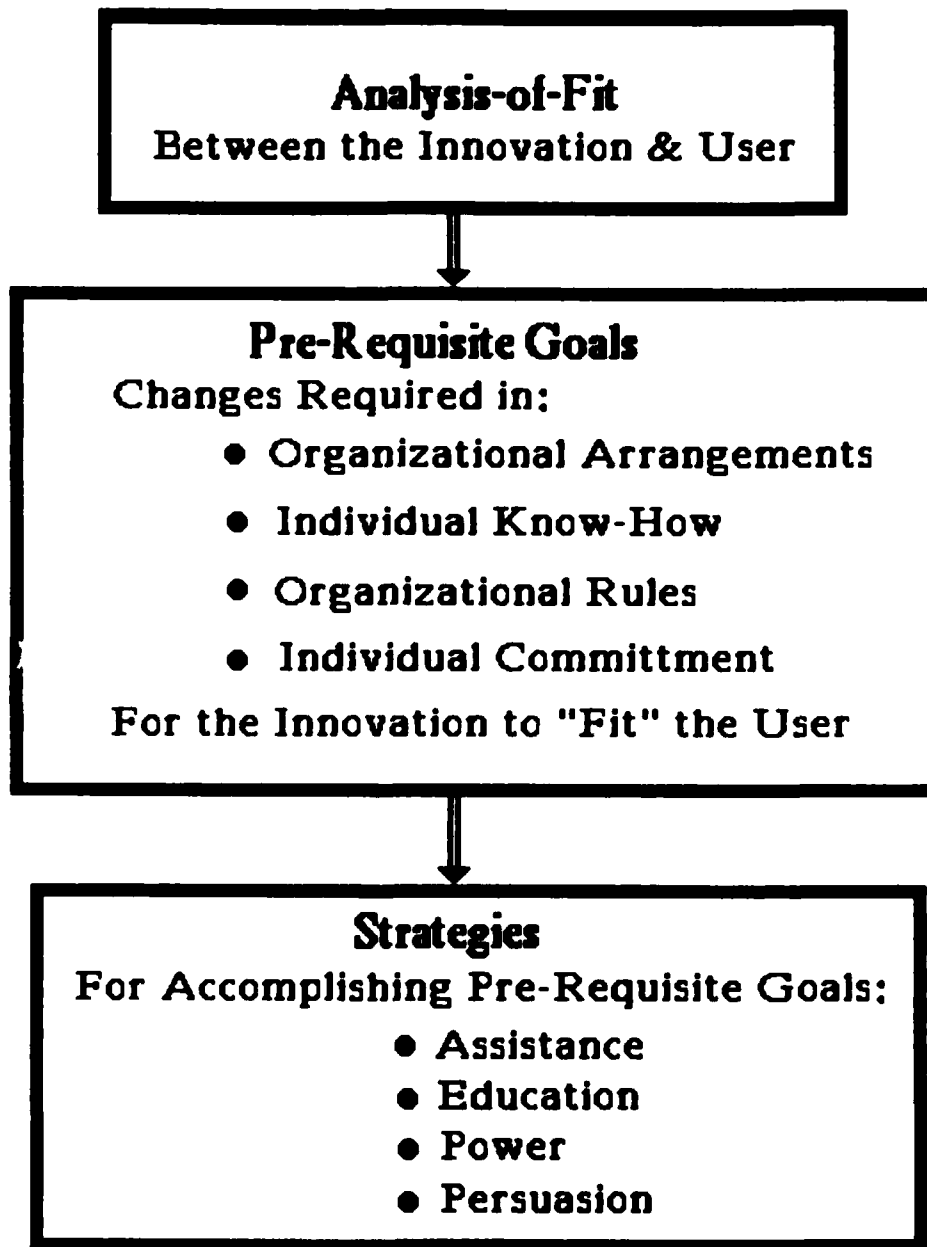 Analysis-of-Fit
Between the Innovation & User
Pre-Requisite Goals
Changes Required in:
● Organizational Arrangements
● Individual Know-How
● Organizational Rules
● Individual Committment
For the Innovation to "Fit" the User
Strategies
For Accomplishing Pre-Requisite Goals:
● Assistance
● Education
● Power
● Persuasion